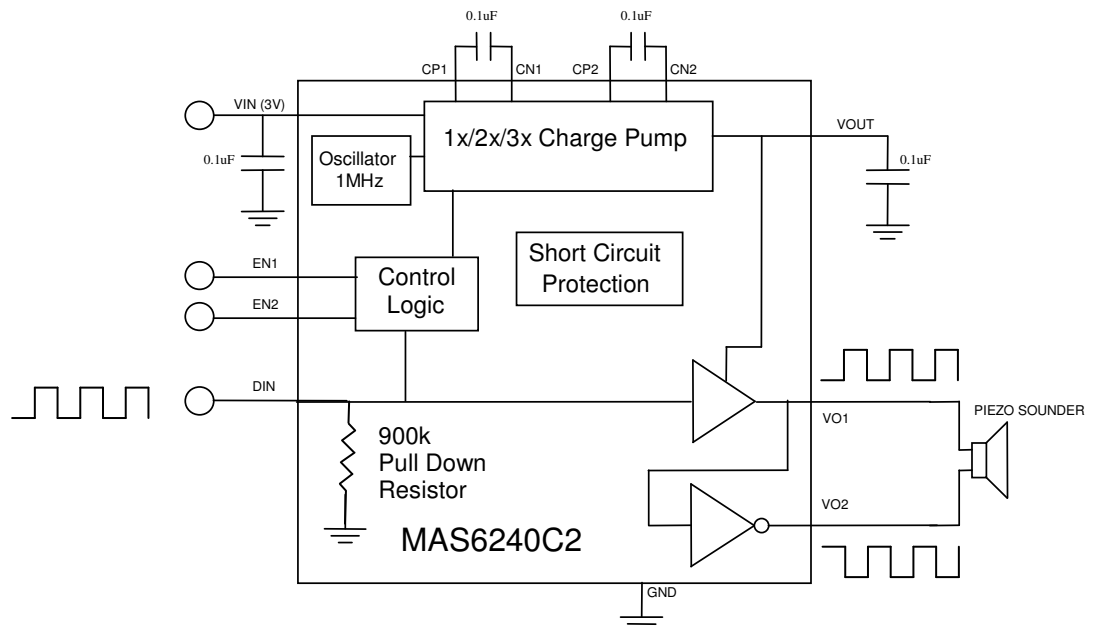 0.1uF
0.1uF
CP1
CN1
CP2
CN2
VIN (3V)
1x/2x/3x Charge Pump
VOUT
0.1uF
Oscillator
1MHz
0.1uF
Short Circuit
Protection
EN1
Control
Logic
EN2
DIN
PIEZO SOUNDER
VO1
900k
Pull Down
Resistor
VO2
MAS6240C2
GND